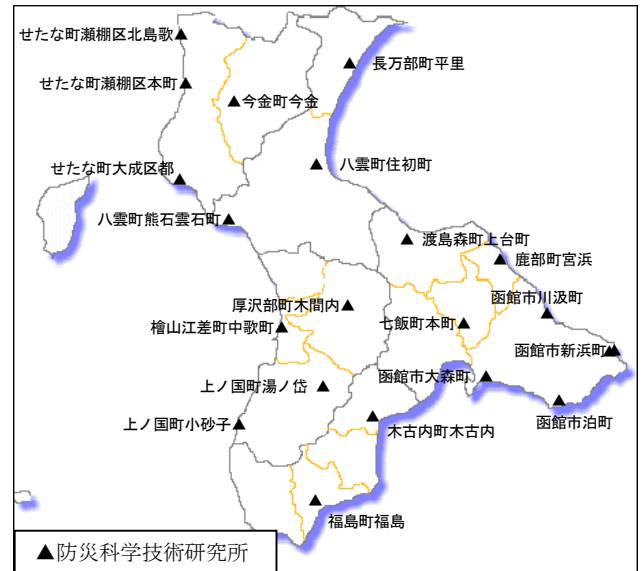 せたな町瀬棚区北島歌
長万部町平里
せたな町瀬棚区本町
今金町今金
八雲町住初町
せたな町大成区都
八雲町熊石雲石町
渡島森町上台町
鹿部町宮浜
函館市川汲町
厚沢部町木間内
七飯町本町
檜山江差町中歌町
函館市新浜町
函館市大森町
上ノ国町湯ノ岱
函館市泊町
上ノ国町小砂子
木古内町木古内
福島町福島
▲防災科学技術研究所